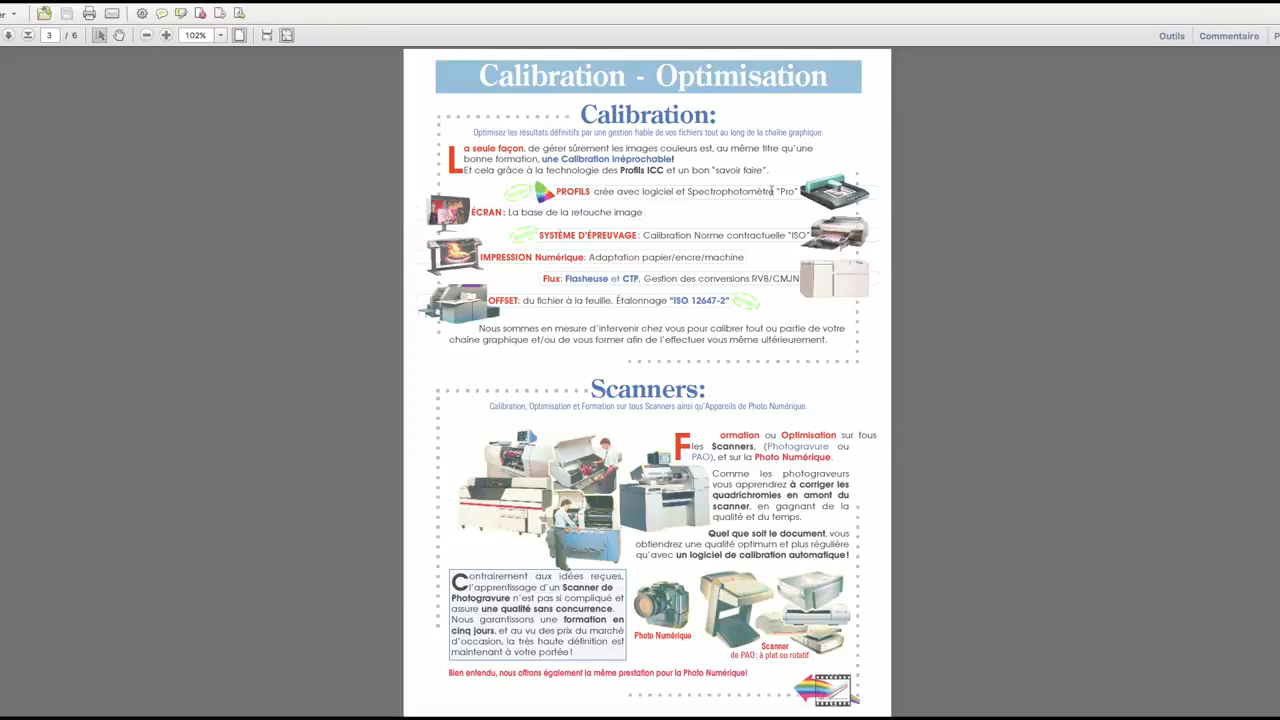 er
3 / 6
102%
Outils
Commentaire
P
Calibration - Optimisation
Calibration:
Optimisez les résultats définitifs par une gestion fiable de vos fichiers tout au long de la chaîne graphique.
La seule façon, de gérer sûrement les images couleurs est, au même titre qu'une
bonne formation, une Calibration irréprochable!
Et cela grâce à la technologie des Profils ICC et un bon "savoir faire".
PROFILS crée avec logiciel et Spectrophotomètre "Pro"
ÉCRAN: La base de la retouche image
SYSTÈME D'ÉPREUVAGE: Calibration Norme contractuelle "ISO"
IMPRESSION Numérique: Adaptation papier/encre/machine
Flux: Flasheuse et CTP, Gestion des conversions RVB/CMJN
OFFSET: du fichier à la feuille, Étalonnage "ISO 12647-2"
Nous sommes en mesure d'intervenir chez vous pour calibrer tout ou partie de votre
chaîne graphique et/ou de vous former afin de l'effectuer vous même ultérieurement.
Scanners:
Calibration, Optimisation et Formation sur tous Scanners ainsi qu'Appareils de Photo Numérique.
Formation ou Optimisation sur tous
les Scanners, (Photogravure ou
PAO), et sur la Photo Numérique.
Comme les photograveurs
vous apprendrez à corriger les
quadrichromies en amont du
scanner, en gagnant de la
qualité et du temps.
Quel que soit le document, vous
obtiendrez une qualité optimum et plus régulière
qu'avec un logiciel de calibration automatique!
Contrairement aux idées reçues,
l'apprentissage d'un Scanner de
Photogravure n'est pas si compliqué et
assure une qualité sans concurrence.
Nous garantissons une formation en
cinq jours, et au vu des prix du marché
d'occasion, la très haute définition est
maintenant à votre portée!
Photo Numérique
Scanner
de PAO: à plat ou rotatif
Bien entendu, nous offrons également la même prestation pour la Photo Numérique!